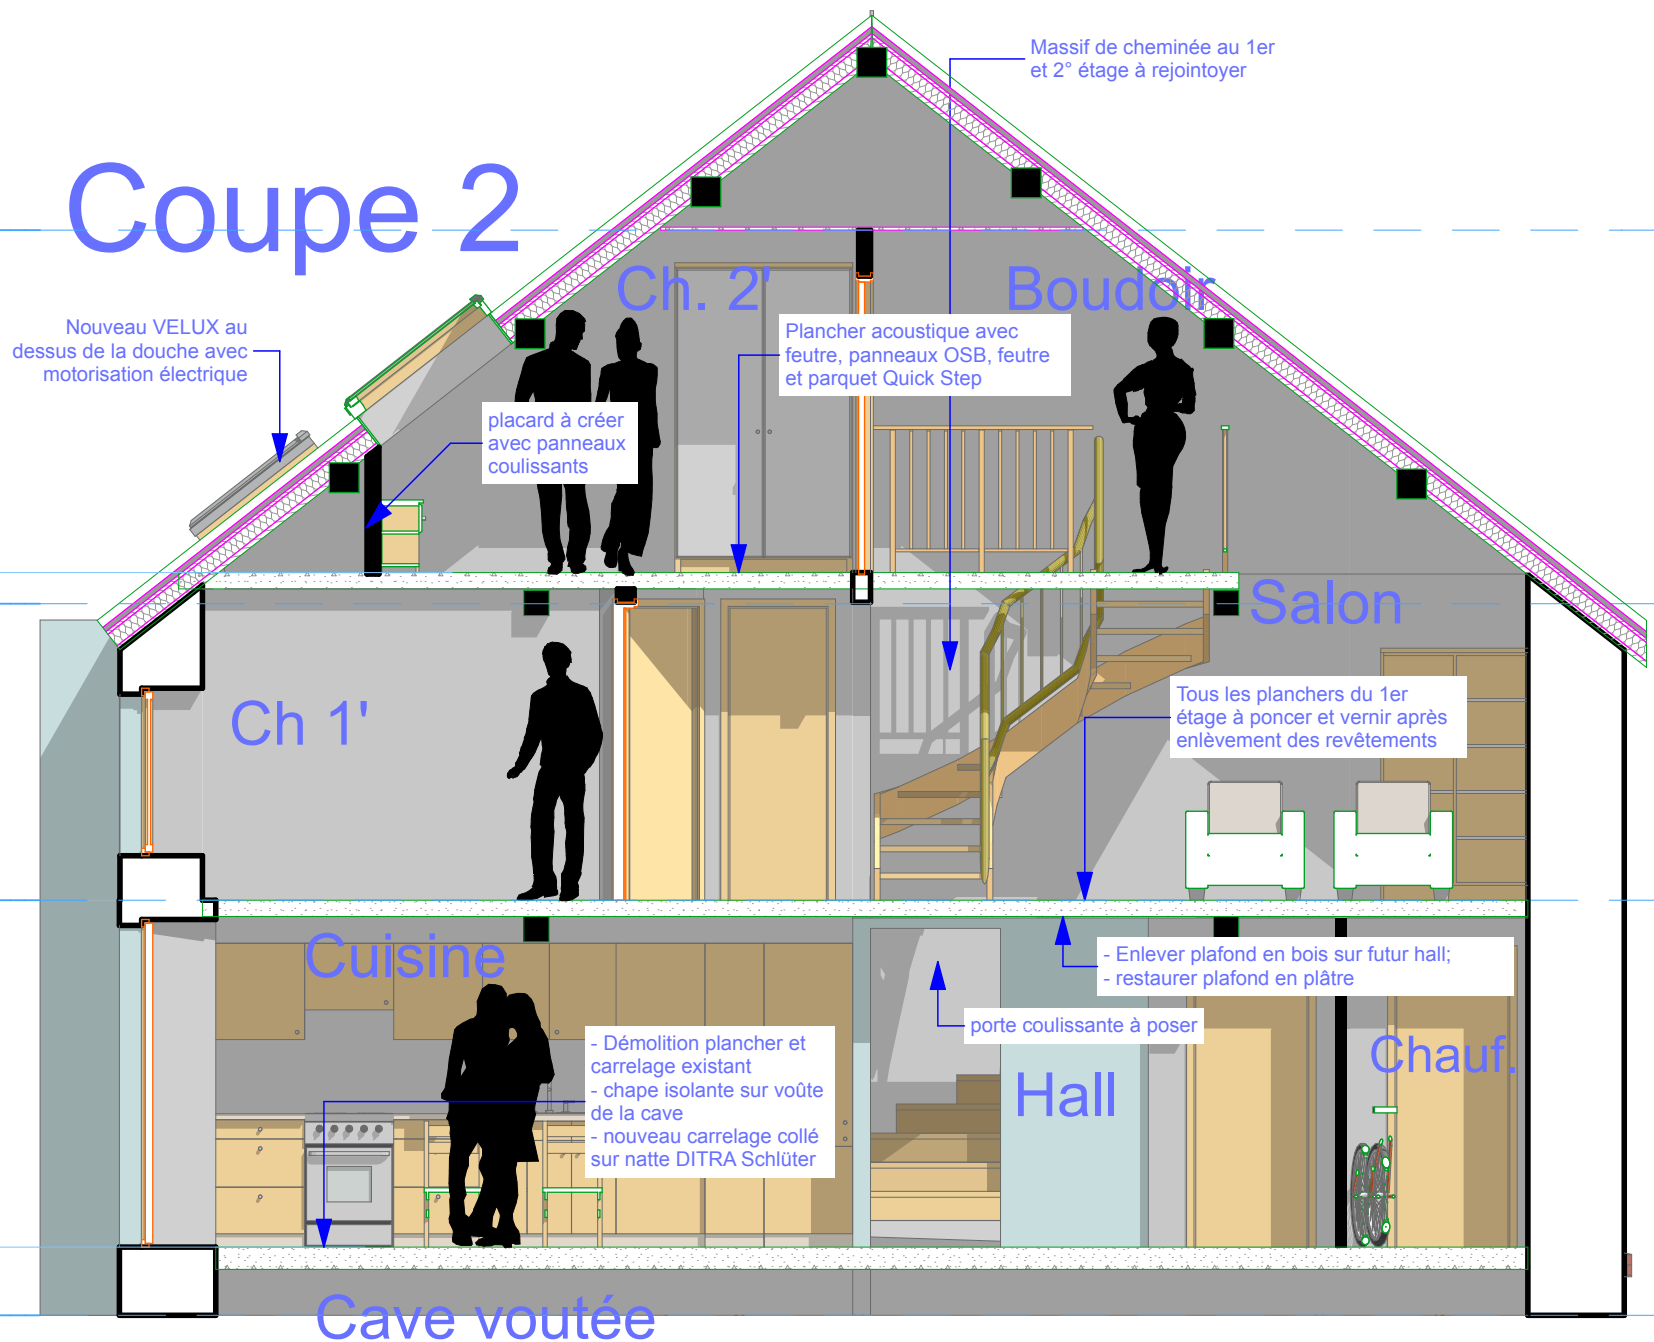 Massif de cheminée au 1er
et 2° étage à rejointoyer
Coupe 2
Ch. 2'
Boudoir
Nouveau VELUX au
dessus de la douche avec
motorisation électrique
Plancher acoustique avec
feutre, panneaux OSB, feutre
et parquet Quick Step
placard à créer
avec panneaux
coulissants
Salon
Ch 1'
Tous les planchers du 1er
étage à poncer et vernir après
enlèvement des revêtements
Cuisine
- Enlever plafond en bois sur futur hall;
- restaurer plafond en plâtre
porte coulissante à poser
- Démolition plancher et
carrelage existant
- chape isolante sur voûte
de la cave
- nouveau carrelage collé
sur natte DITRA Schlüter
Hall
Chauf.
Cave voutée